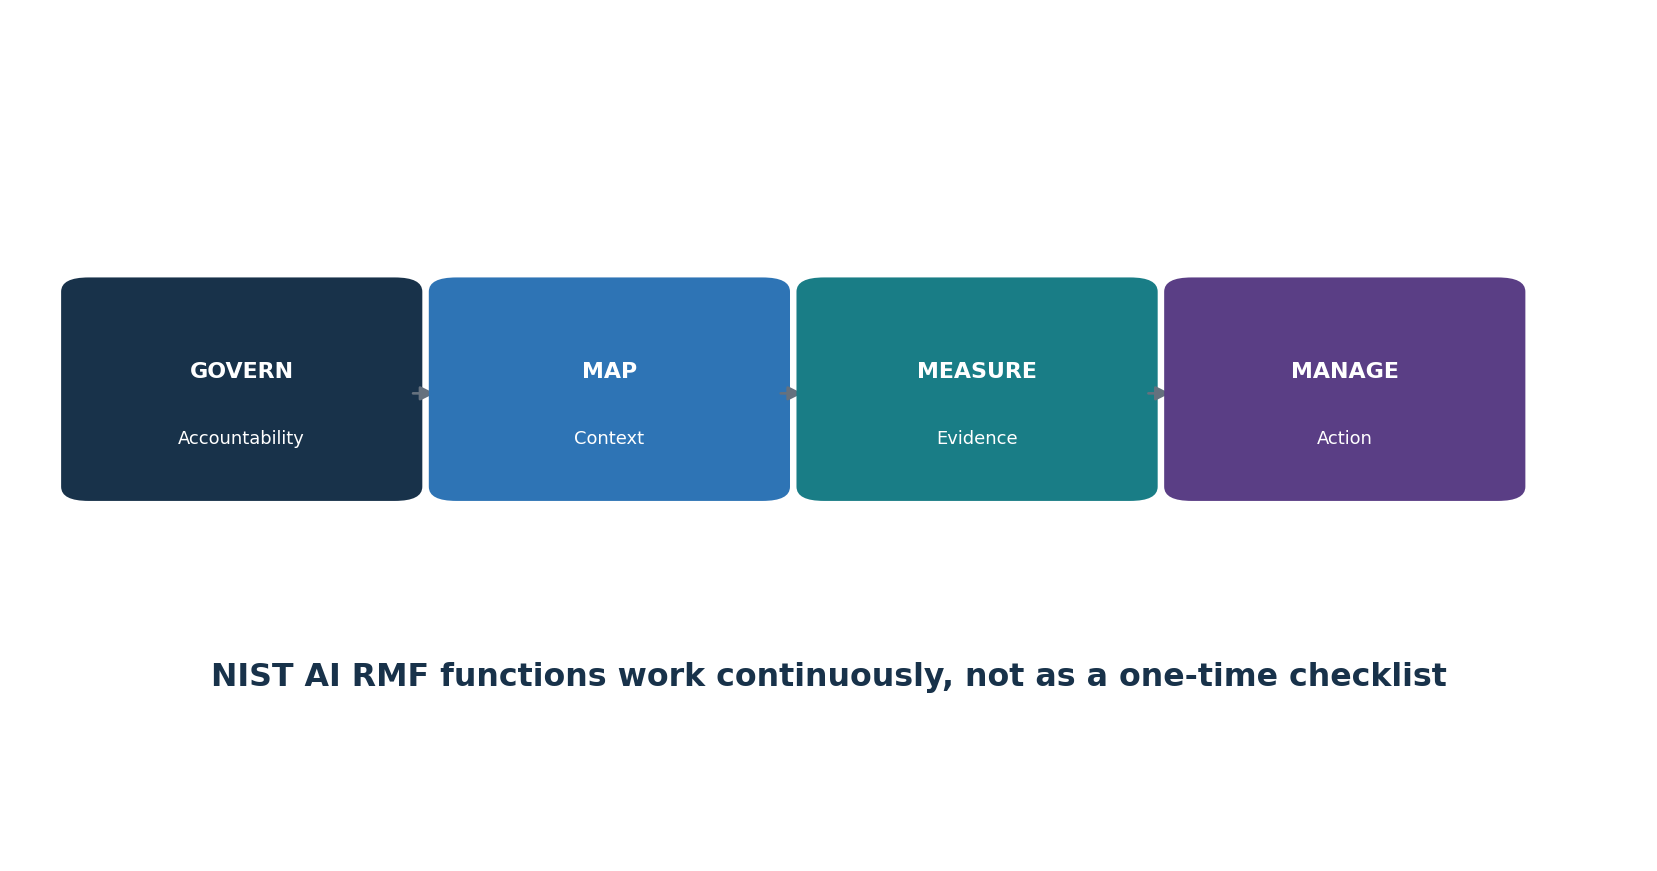 GOVERN
Accountability
MAP
Context
MEASURE
Evidence
MANAGE
Action
NIST AI RMF functions work continuously, not as a one-time checklist